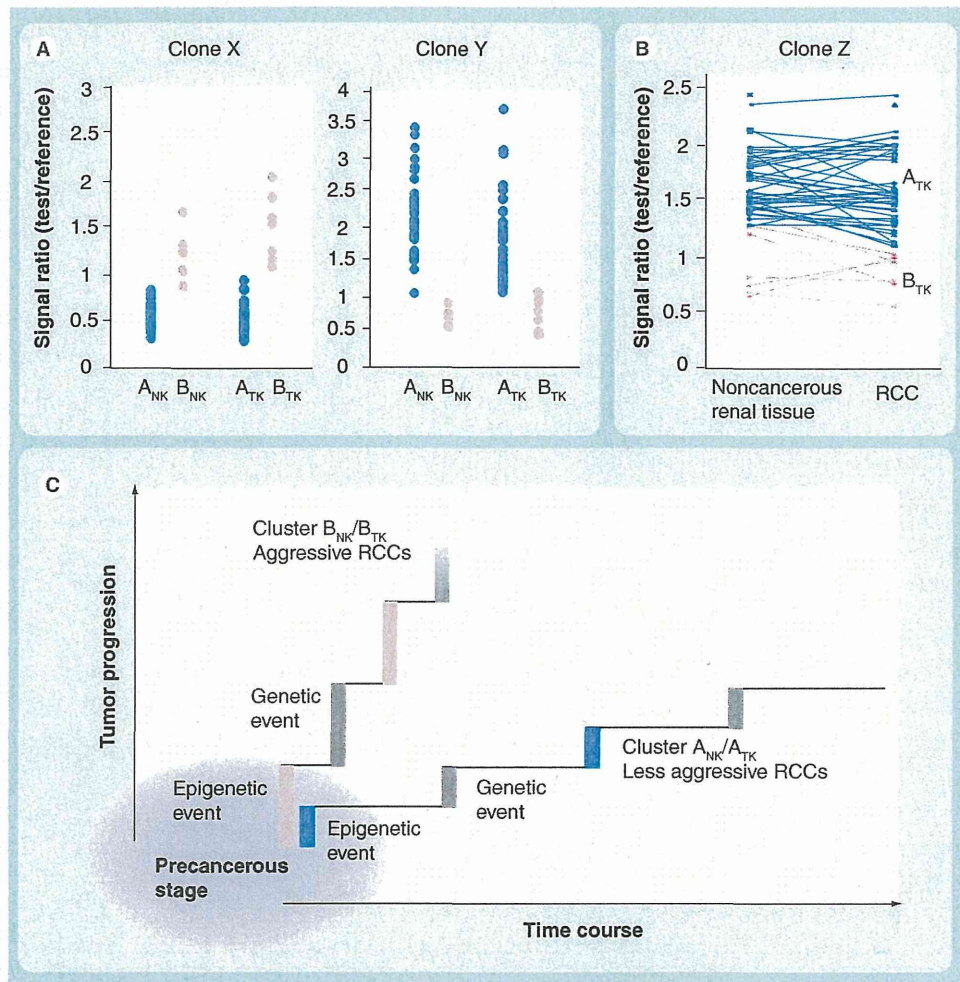 A
Clone X
Clone Y
Signal ratio (test/reference)
3
2.5
2
1.5
1
0.5
0
A_NK B_NK A_TK B_TK
4
3.5
3
2.5
2
1.5
1
0.5
0
A_NK B_NK A_TK B_TK
B
Clone Z
Signal ratio (test/reference)
2.5
2
1.5
1
0.5
0
A_TK
B_TK
Noncancerous
renal tissue
RCC
C
Tumor progression
Cluster B_NK/B_TK
Aggressive RCCs
Genetic
event
Epigenetic
event
Epigenetic
event
Genetic
event
Cluster A_NK/A_TK
Less aggressive RCCs
Precancerous
stage
Time course